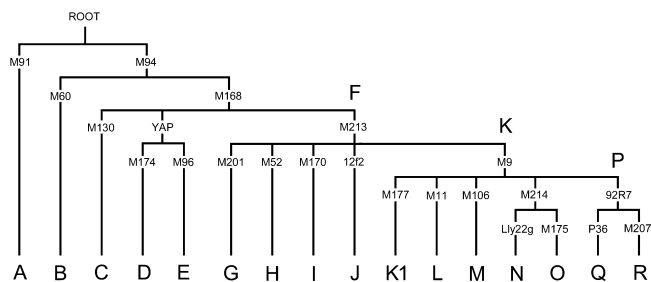 ROOT
M91 M94
M60 M168 F
M130 YAP M213 K
M174 M96 M201 M52 M170 12f2 M9 P
M177 M11 M106 M214 92R7
Lly22g M175 P36 M207
A B C D E G H I J K1 L M N O Q R